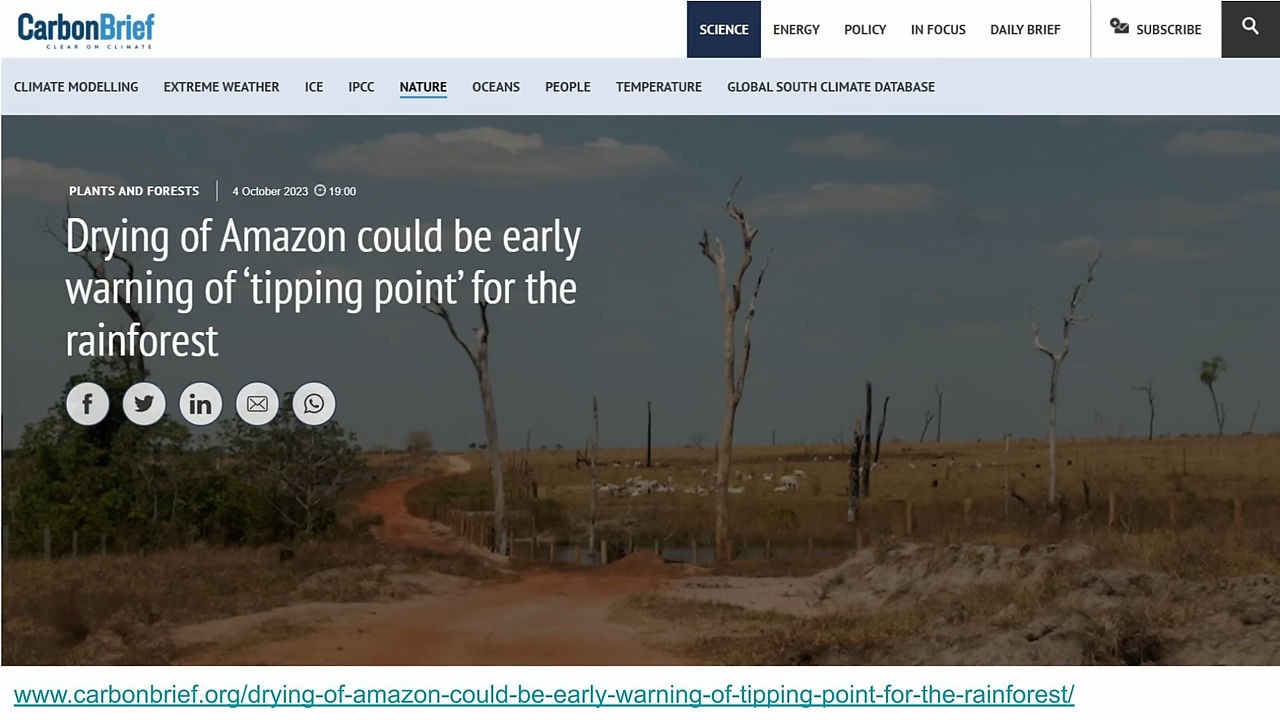 CarbonBrief
CLEAR ON CLIMATE
SCIENCE ENERGY POLICY IN FOCUS DAILY BRIEF SUBSCRIBE
CLIMATE MODELLING EXTREME WEATHER ICE IPCC NATURE OCEANS PEOPLE TEMPERATURE GLOBAL SOUTH CLIMATE DATABASE
PLANTS AND FORESTS 4 October 2023 19:00
Drying of Amazon could be early
warning of ‘tipping point’ for the
rainforest
www.carbonbrief.org/drying-of-amazon-could-be-early-warning-of-tipping-point-for-the-rainforest/